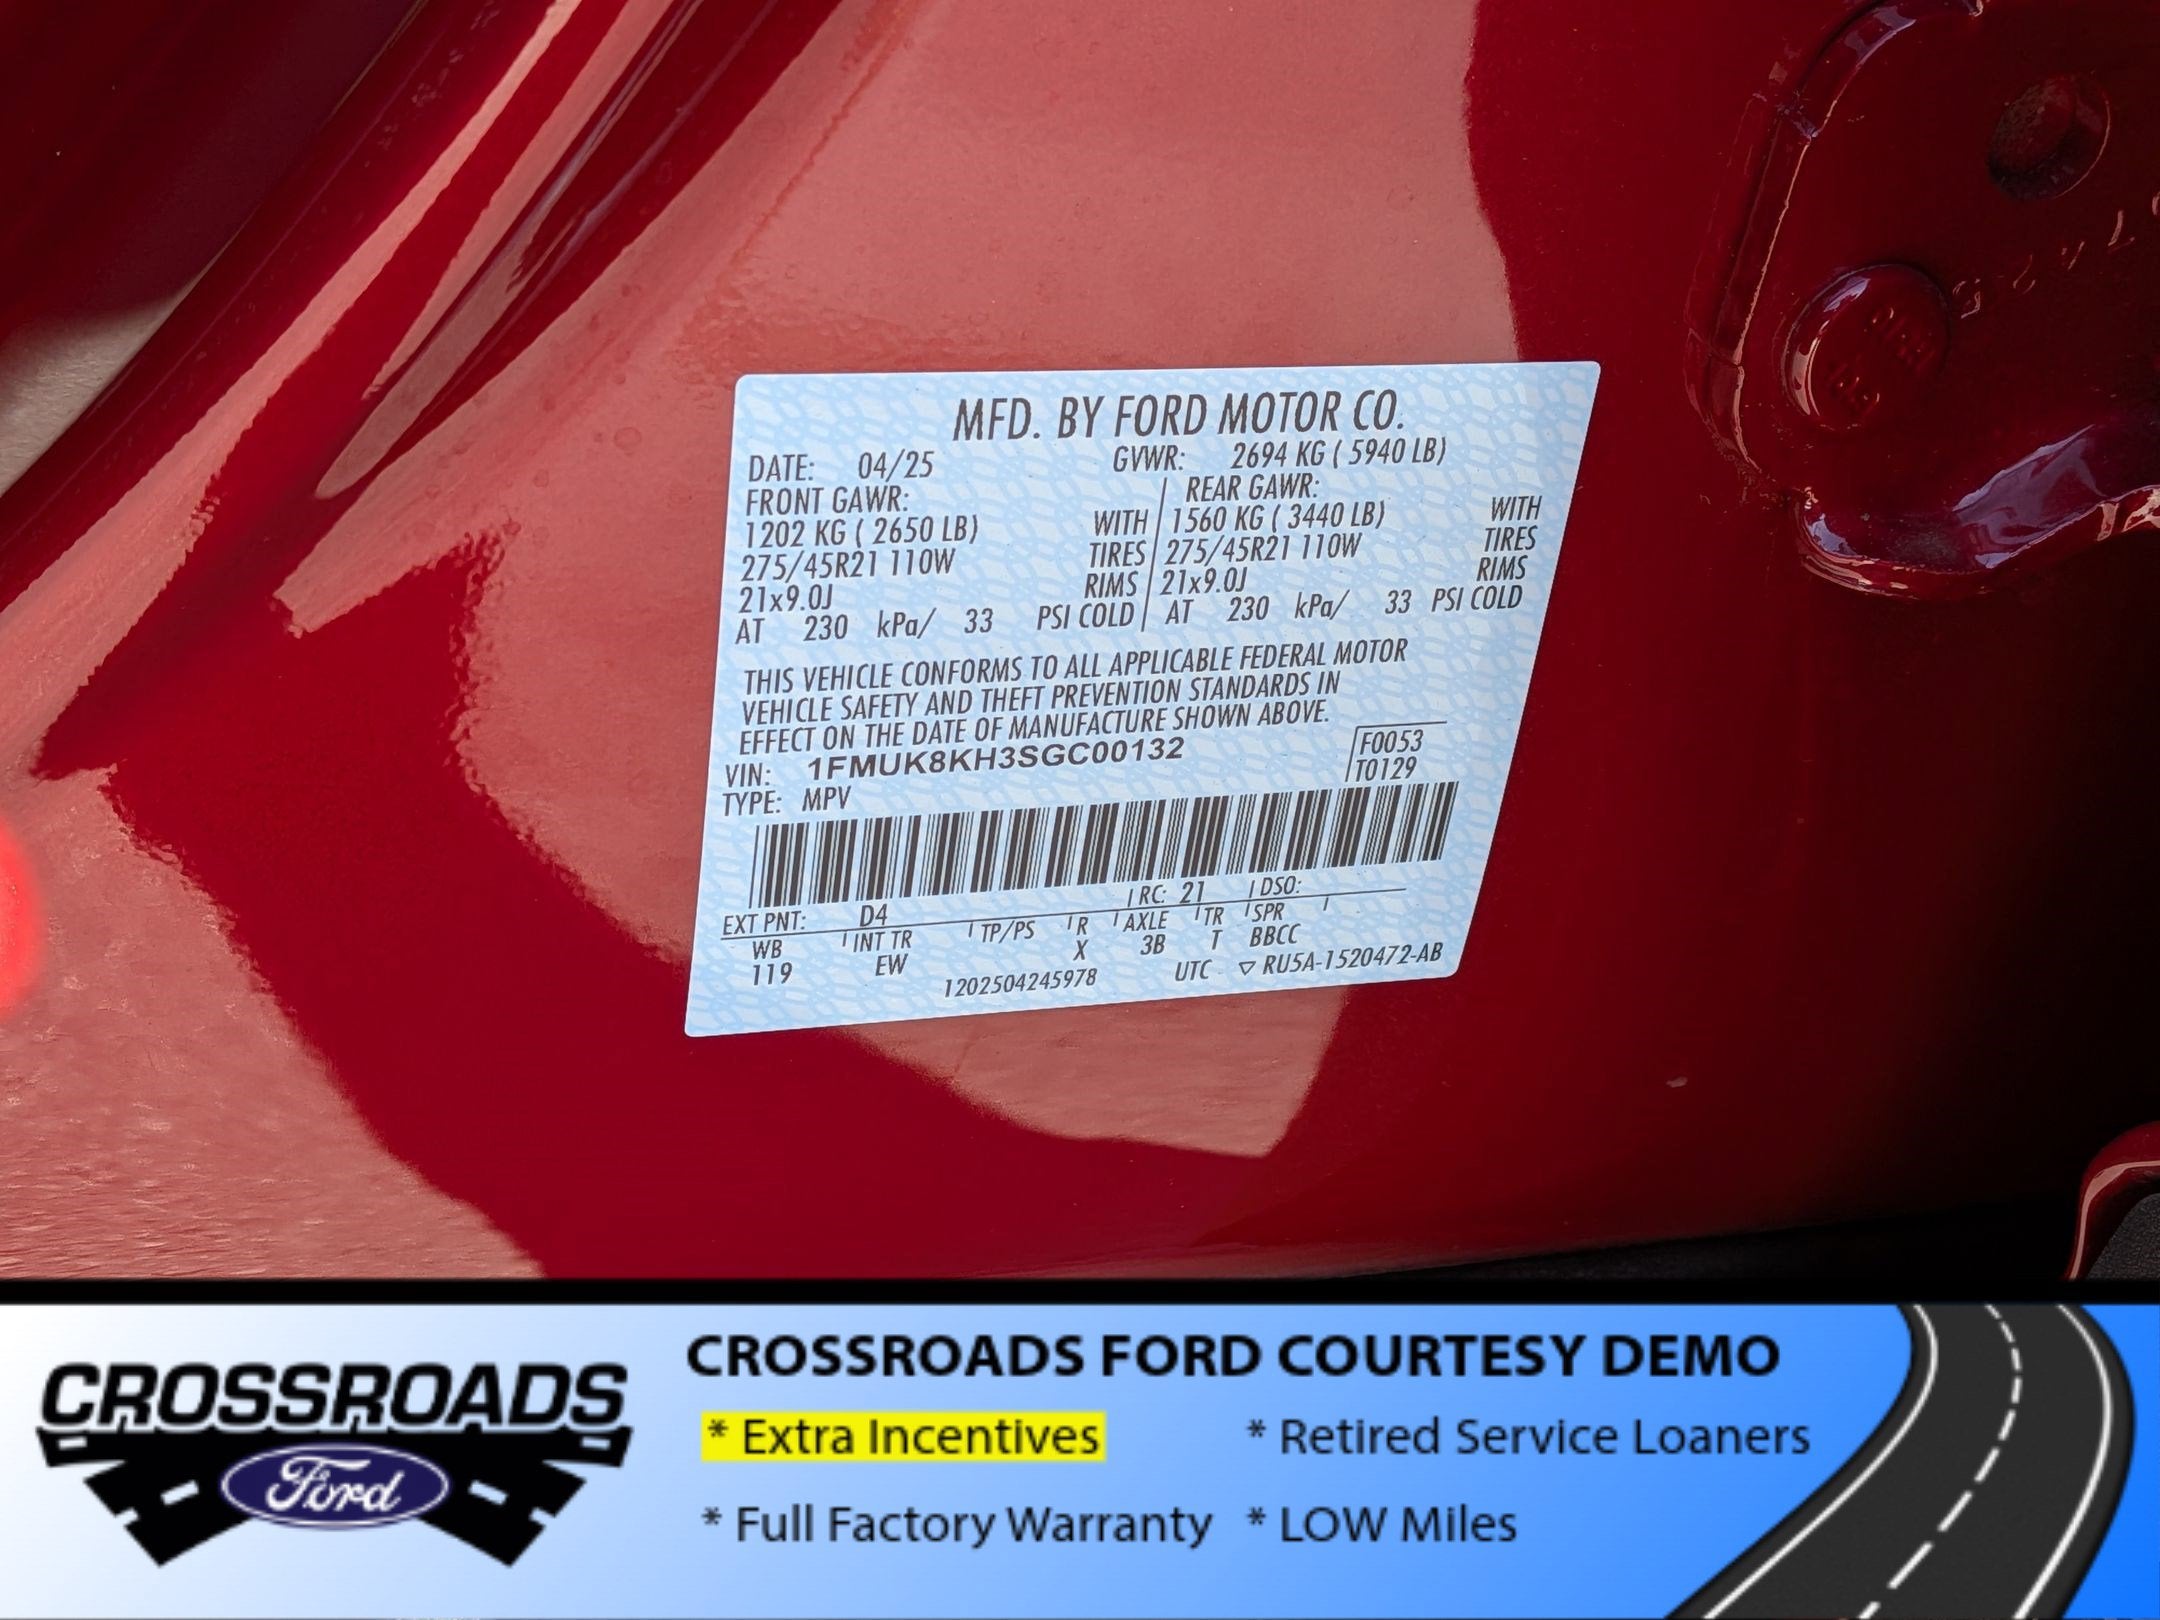 MFD. BY FORD MOTOR CO.
DATE: 04/25 GVWR: 2694 KG ( 5940 LB)
FRONT GAWR: REAR GAWR:
1202 KG ( 2650 LB) WITH 1560 KG ( 3440 LB) WITH
275/45R21 110W TIRES 275/45R21 110W TIRES
21x9.0J RIMS 21x9.0J RIMS
AT 230 kPa/ 33 PSI COLD AT 230 kPa/ 33 PSI COLD
THIS VEHICLE CONFORMS TO ALL APPLICABLE FEDERAL MOTOR
VEHICLE SAFETY AND THEFT PREVENTION STANDARDS IN
EFFECT ON THE DATE OF MANUFACTURE SHOWN ABOVE.
VIN: 1FMUK8KH3SGC00132
F0053
T0129
TYPE: MPV
EXT PNT: D4 RC: 21 DSO:
WB INT TR TP/PS R AXLE TR SPR
119 EW X 3B T BBCC
1202504245978 UTC ▽ RU5A-1520472-AB
CROSSROADS
Ford
CROSSROADS FORD COURTESY DEMO
* Extra Incentives * Retired Service Loaners
* Full Factory Warranty * LOW Miles